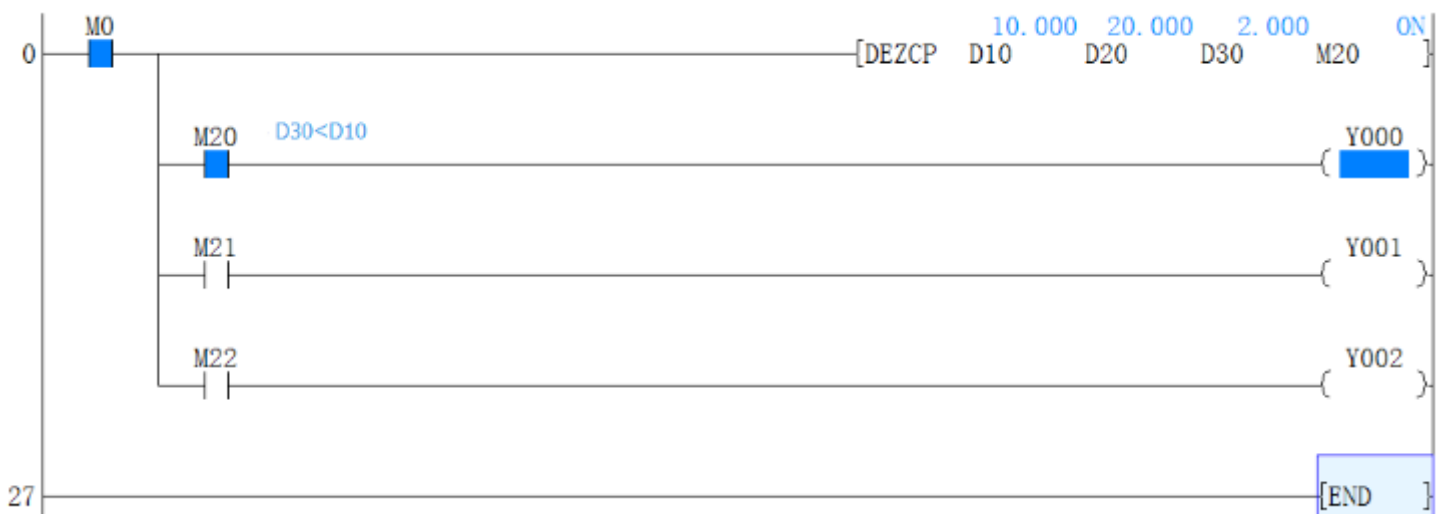 M0 10.000 20.000 2.000 ON
0 [DEZCP D10 D20 D30 M20 ]
M20 D30<D10 Y000
( )
M21 Y001
( )
M22 Y002
( )
27 [END ]